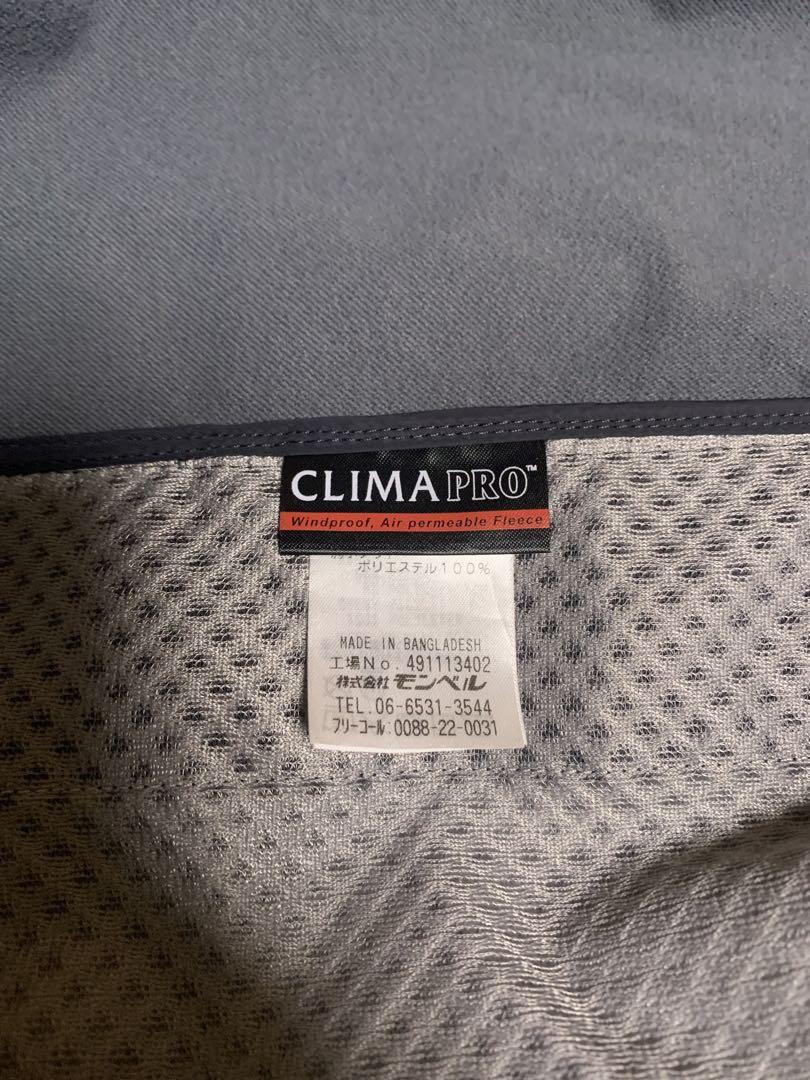 CLIMAPRO™
Windproof, Air permeable Fleece
ポリエステル100%
MADE IN BANGLADESH
工場No. 491113402
株式会社モンベル
TEL.06-6531-3544
フリーコール:0088-22-0031